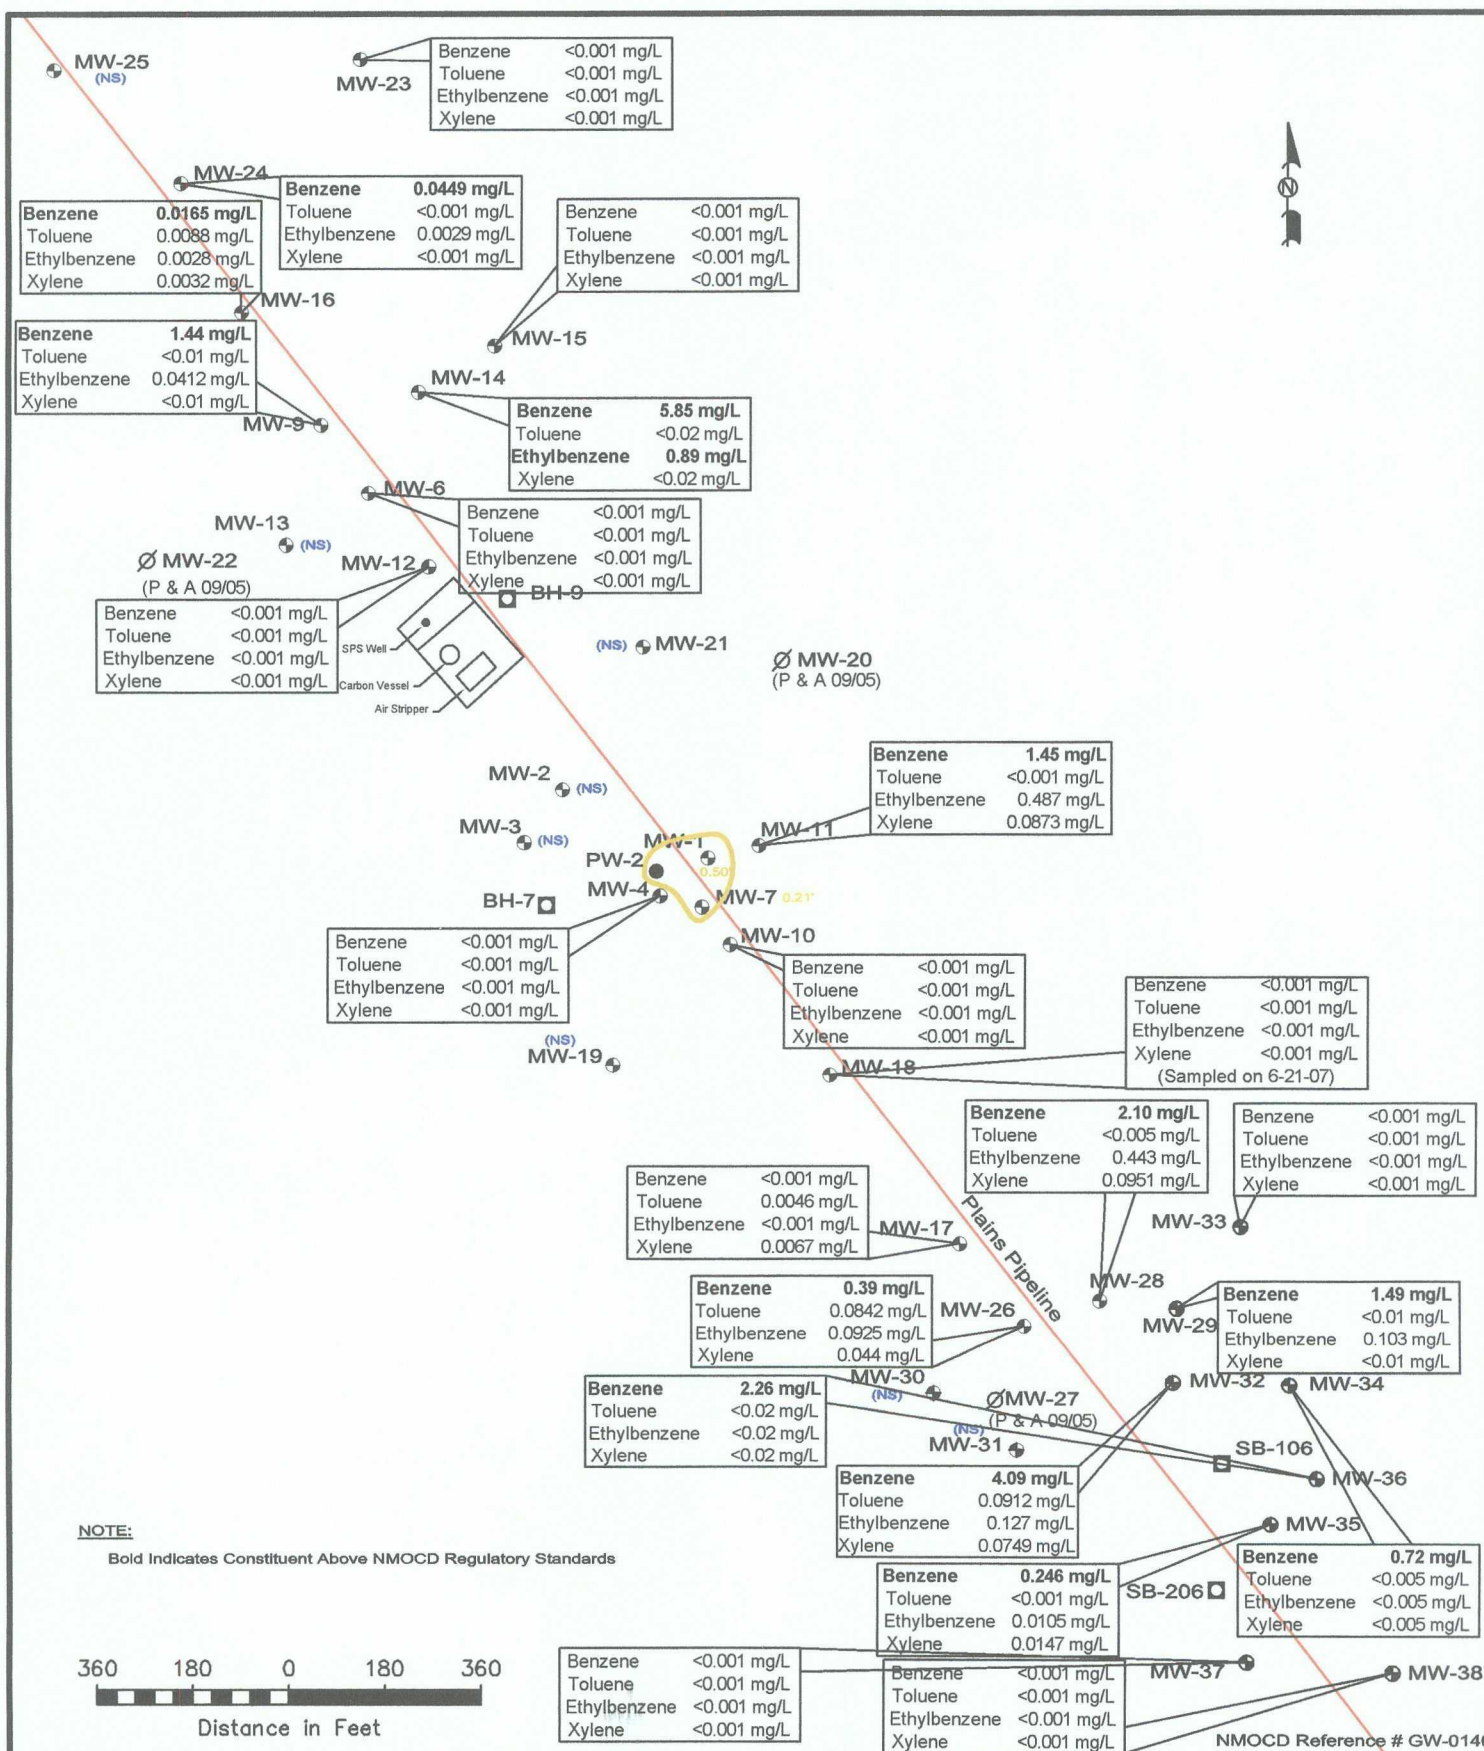 MW-25
(NS)
MW-23
Benzene <0.001 mg/L
Toluene <0.001 mg/L
Ethylbenzene <0.001 mg/L
Xylene <0.001 mg/L
N
MW-24
Benzene 0.0449 mg/L
Toluene <0.001 mg/L
Ethylbenzene 0.0029 mg/L
Xylene <0.001 mg/L
Benzene 0.0165 mg/L
Toluene 0.0088 mg/L
Ethylbenzene 0.0028 mg/L
Xylene 0.0032 mg/L
MW-16
Benzene <0.001 mg/L
Toluene <0.001 mg/L
Ethylbenzene <0.001 mg/L
Xylene <0.001 mg/L
MW-15
Benzene 1.44 mg/L
Toluene <0.01 mg/L
Ethylbenzene 0.0412 mg/L
Xylene <0.01 mg/L
MW-9
MW-14
Benzene 5.85 mg/L
Toluene <0.02 mg/L
Ethylbenzene 0.89 mg/L
Xylene <0.02 mg/L
MW-6
Benzene <0.001 mg/L
Toluene <0.001 mg/L
Ethylbenzene <0.001 mg/L
Xylene <0.001 mg/L
MW-13
(NS)
MW-22
(P & A 09/05)
MW-12
Benzene <0.001 mg/L
Toluene <0.001 mg/L
Ethylbenzene <0.001 mg/L
Xylene <0.001 mg/L
BH-9
SPS Well
Carbon Vessel
Air Stripper
(NS) MW-21
MW-20
(P & A 09/05)
MW-2
(NS)
MW-3
(NS)
Benzene 1.45 mg/L
Toluene <0.001 mg/L
Ethylbenzene 0.487 mg/L
Xylene 0.0873 mg/L
MW-11
MW-1
0.50'
PW-2
MW-4
MW-7 0.21'
BH-7
MW-10
Benzene <0.001 mg/L
Toluene <0.001 mg/L
Ethylbenzene <0.001 mg/L
Xylene <0.001 mg/L
Benzene <0.001 mg/L
Toluene <0.001 mg/L
Ethylbenzene <0.001 mg/L
Xylene <0.001 mg/L
Benzene <0.001 mg/L
Toluene <0.001 mg/L
Ethylbenzene <0.001 mg/L
Xylene <0.001 mg/L
(Sampled on 6-21-07)
(NS)
MW-19
MW-18
Benzene 2.10 mg/L
Toluene <0.005 mg/L
Ethylbenzene 0.443 mg/L
Xylene 0.0951 mg/L
Benzene <0.001 mg/L
Toluene <0.001 mg/L
Ethylbenzene <0.001 mg/L
Xylene <0.001 mg/L
Benzene <0.001 mg/L
Toluene 0.0046 mg/L
Ethylbenzene <0.001 mg/L
Xylene 0.0067 mg/L
MW-17
Plains Pipeline
MW-33
MW-28
MW-29
Benzene 0.39 mg/L
Toluene 0.0842 mg/L
Ethylbenzene 0.0925 mg/L
Xylene 0.044 mg/L
MW-26
Benzene 1.49 mg/L
Toluene <0.01 mg/L
Ethylbenzene 0.103 mg/L
Xylene <0.01 mg/L
Benzene 2.26 mg/L
Toluene <0.02 mg/L
Ethylbenzene <0.02 mg/L
Xylene <0.02 mg/L
MW-30
(NS)
MW-27
(P & A 09/05)
MW-32
MW-34
(NS)
MW-31
SB-106
MW-36
Benzene 4.09 mg/L
Toluene 0.0912 mg/L
Ethylbenzene 0.127 mg/L
Xylene 0.0749 mg/L
MW-35
NOTE:
Bold Indicates Constituent Above NMOCD Regulatory Standards
Benzene 0.246 mg/L
Toluene <0.001 mg/L
Ethylbenzene 0.0105 mg/L
Xylene 0.0147 mg/L
SB-206
Benzene 0.72 mg/L
Toluene <0.005 mg/L
Ethylbenzene <0.005 mg/L
Xylene <0.005 mg/L
360 180 0 180 360
Distance in Feet
Benzene <0.001 mg/L
Toluene <0.001 mg/L
Ethylbenzene <0.001 mg/L
Xylene <0.001 mg/L
MW-37
Benzene <0.001 mg/L
Toluene <0.001 mg/L
Ethylbenzene <0.001 mg/L
Xylene <0.001 mg/L
MW-38
NMOCD Reference # GW-014